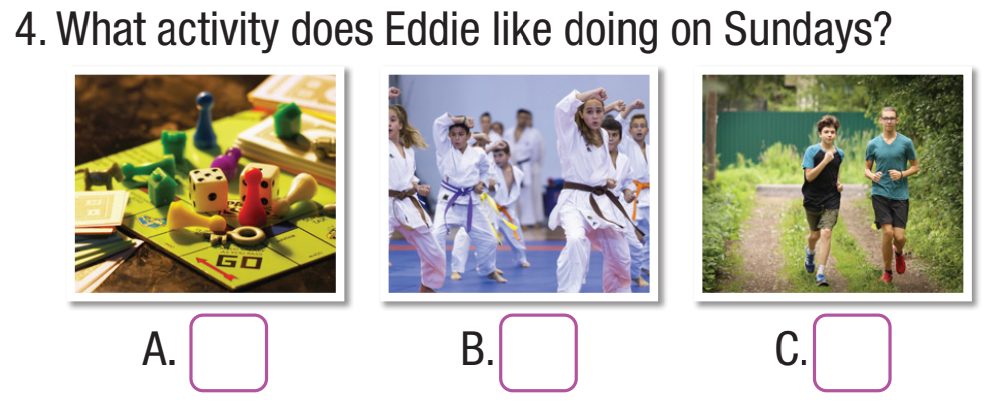 4. What activity does Eddie like doing on Sundays?
GO
A.
B.
C.